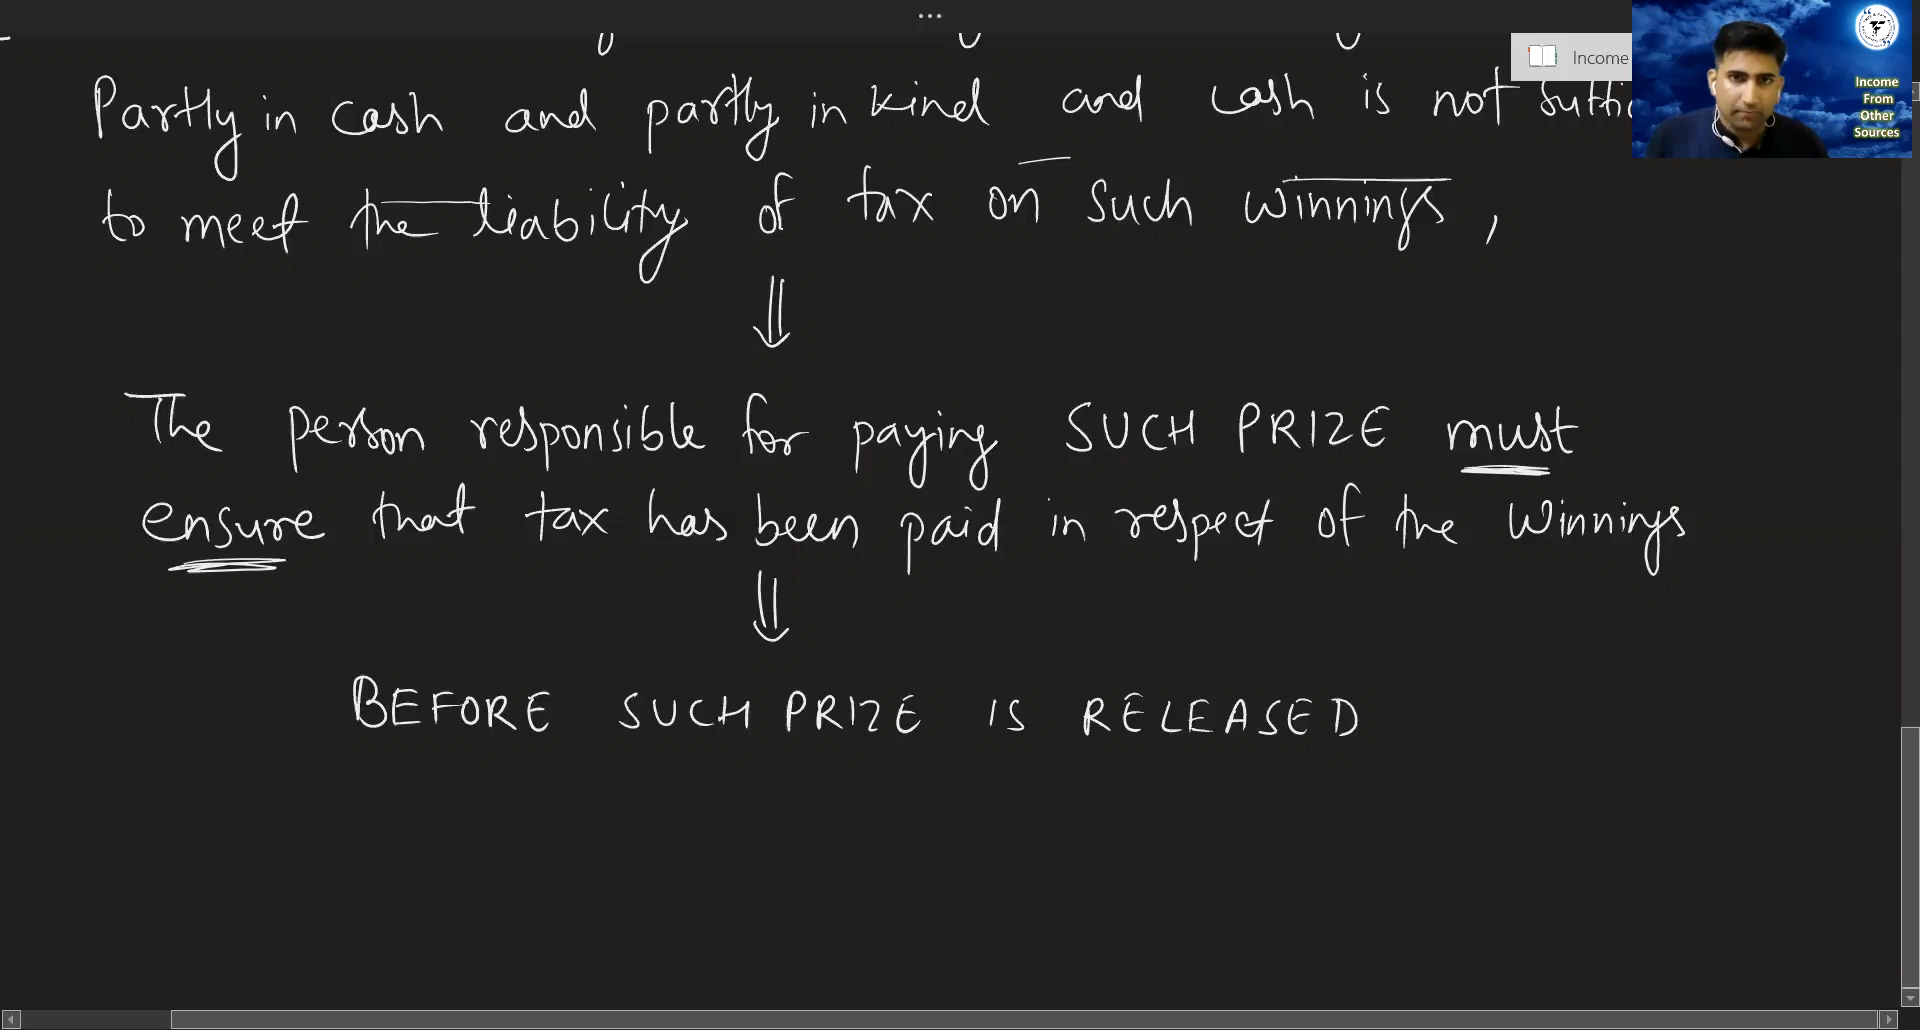 Income
Income
From
Other
Sources
Partly in cash and partly in kind and cash is not
to meet the liability of tax on such winnings,
The person responsible for paying SUCH PRIZE must
ensure that tax has been paid in respect of the Winnings
BEFORE SUCH PRIZE IS RELEASED